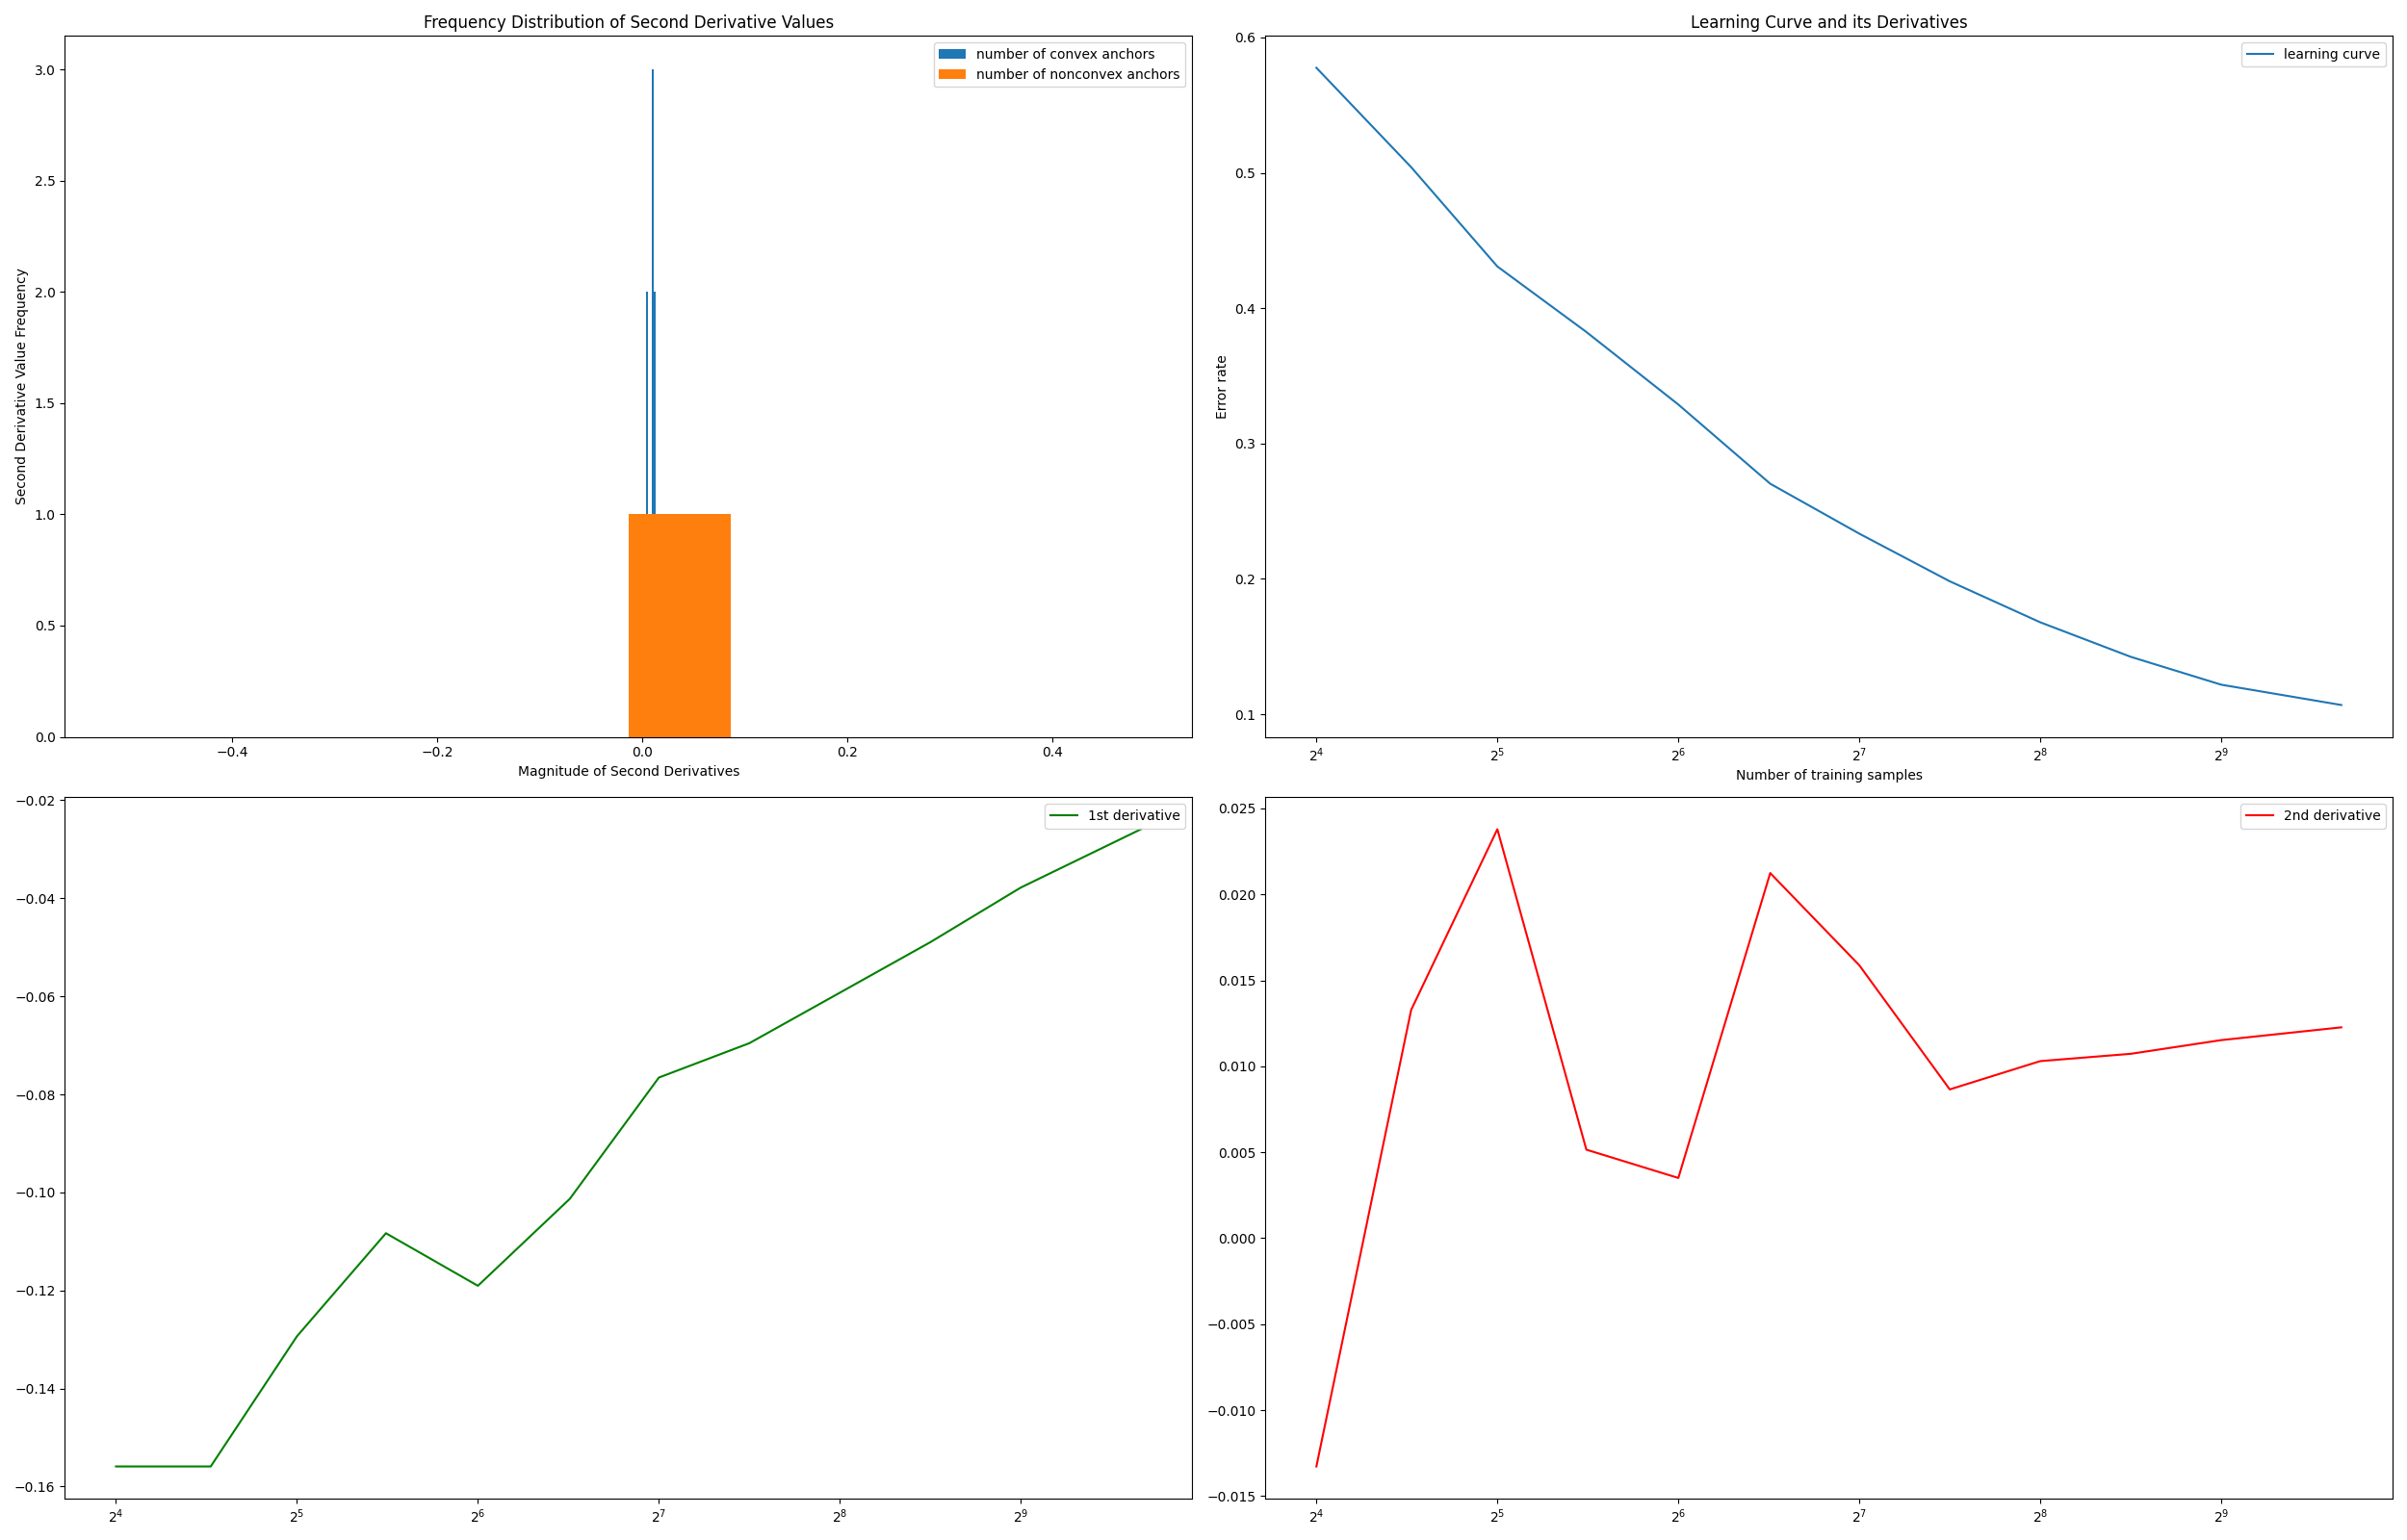 Frequency Distribution of Second Derivative Values
number of convex anchors
number of nonconvex anchors
Second Derivative Value Frequency
3.0
2.5
2.0
1.5
1.0
0.5
0.0
−0.4 −0.2 0.0 0.2 0.4
Magnitude of Second Derivatives
Learning Curve and its Derivatives
learning curve
Error rate
0.6
0.5
0.4
0.3
0.2
0.1
2⁴ 2⁵ 2⁶ 2⁷ 2⁸ 2⁹
Number of training samples
1st derivative
−0.02
−0.04
−0.06
−0.08
−0.10
−0.12
−0.14
−0.16
2⁴ 2⁵ 2⁶ 2⁷ 2⁸ 2⁹
2nd derivative
0.025
0.020
0.015
0.010
0.005
0.000
−0.005
−0.010
−0.015
2⁴ 2⁵ 2⁶ 2⁷ 2⁸ 2⁹